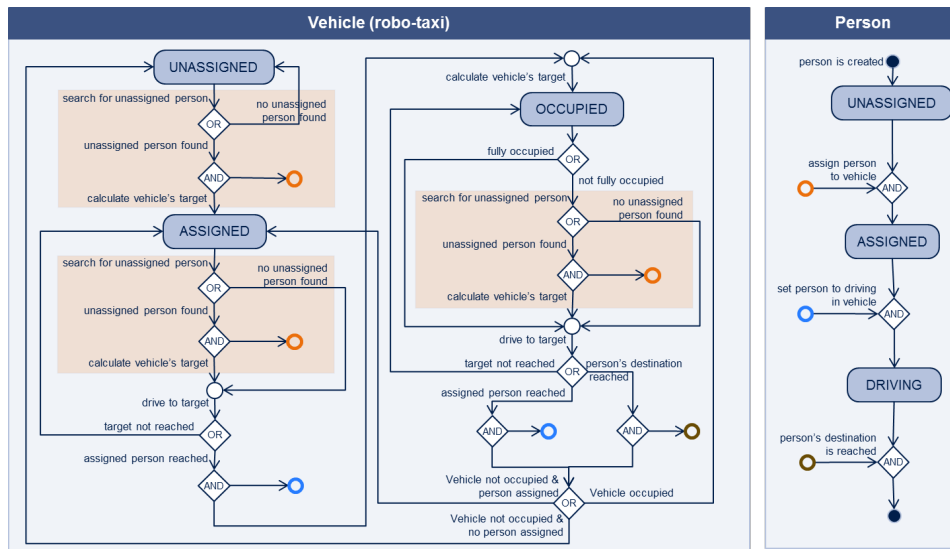 Vehicle (robo-taxi)
UNASSIGNED
search for unassigned person
no unassigned
person found
OR
unassigned person found
AND
calculate vehicle's target
ASSIGNED
search for unassigned person
no unassigned
person found
OR
unassigned person found
AND
calculate vehicle's target
drive to target
target not reached
OR
assigned person reached
AND
calculate vehicle's target
OCCUPIED
fully occupied
OR
not fully occupied
search for unassigned person
no unassigned
person found
OR
unassigned person found
AND
calculate vehicle's target
drive to target
target not reached
OR
person's destination
reached
assigned person reached
AND
AND
Vehicle not occupied &
person assigned
OR
Vehicle occupied
Vehicle not occupied &
no person assigned
Person
person is created
UNASSIGNED
assign person
to vehicle
AND
ASSIGNED
set person to driving
in vehicle
AND
DRIVING
person's destination
is reached
AND